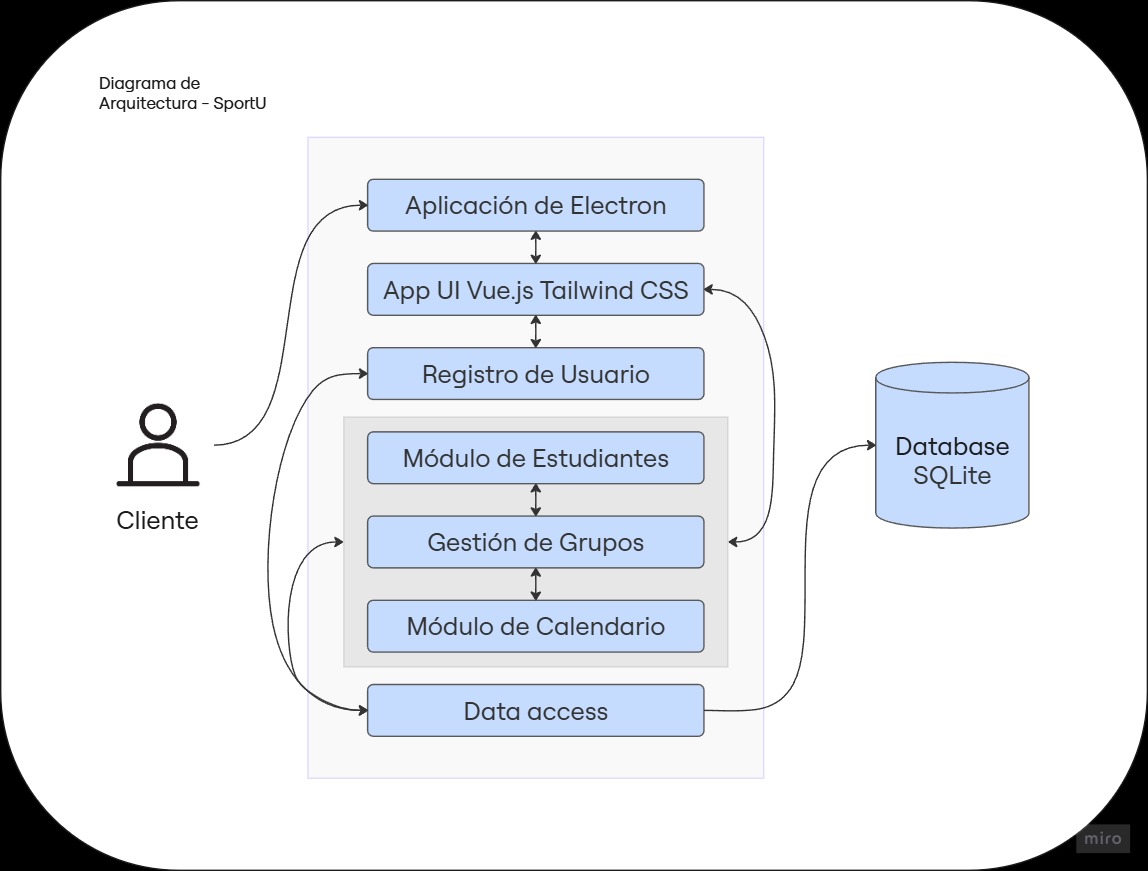 Diagrama de
Arquitectura - SportU
Aplicación de Electron
App UI Vue.js Tailwind CSS
Registro de Usuario
Módulo de Estudiantes
Gestión de Grupos
Módulo de Calendario
Data access
Cliente
Database
SQLite
miro